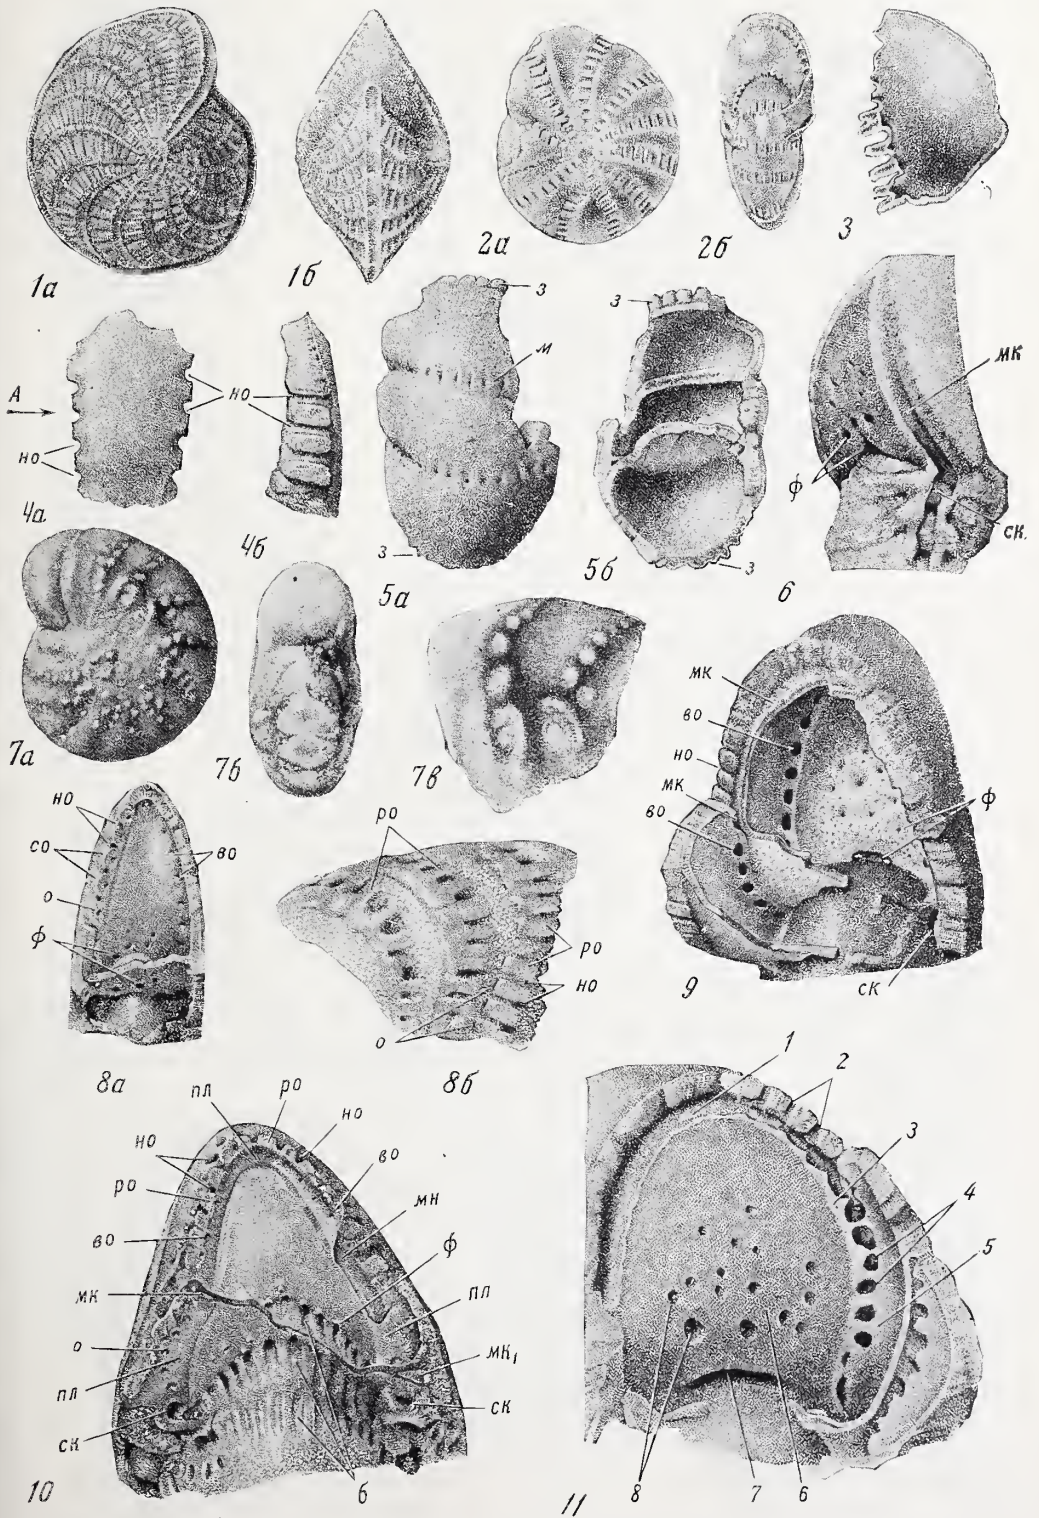 1а
1б
2а
2б
3
А
но
но
4а
4б
з
м
з
5а
з
з
5б
мк
ф
ск.
6
7а
7б
7в
но
со
о
ф
во
8а
ро
ро
но
о
8б
мк
во
но
мк
во
ф
ск
9
пл
ро
но
но
ро
во
во
мн
ф
мк
пл
о
мк₁
пл
ск
ск
б
10
1
2
3
4
5
8
7
6
11